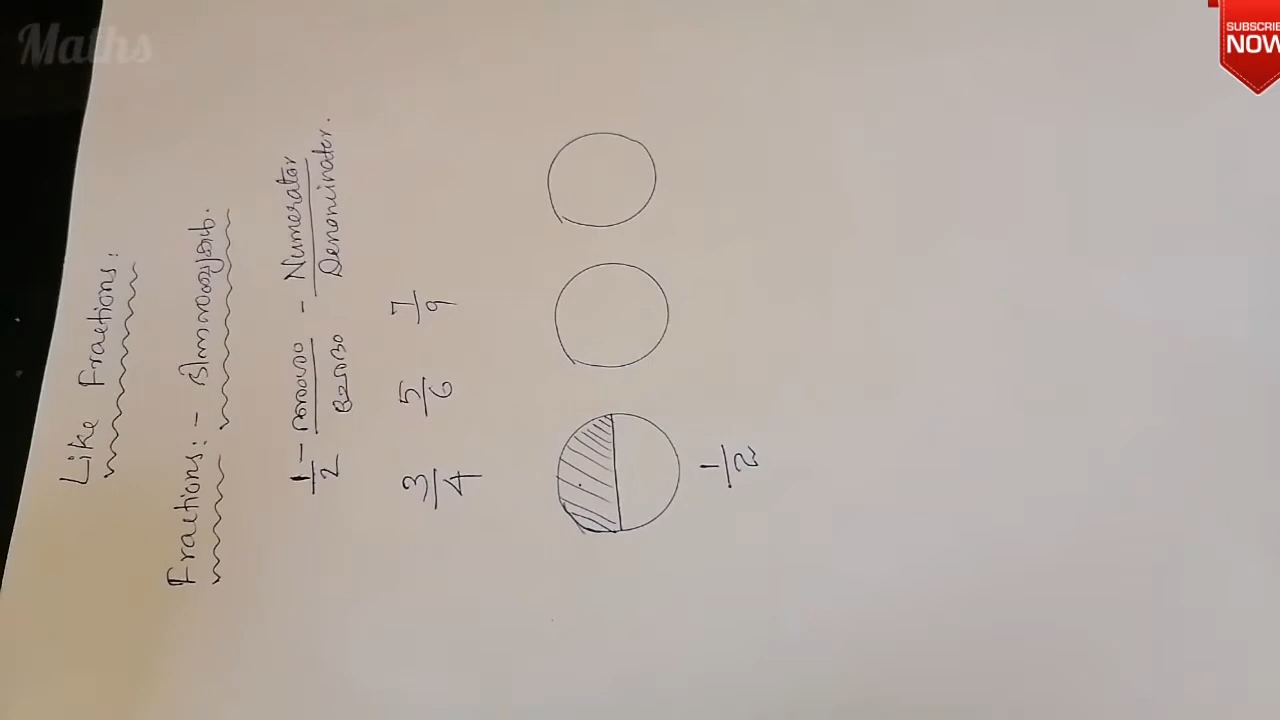 Maths
SUBSCRIBE
NOW
Like Fractions:
Fractions: - ഭിന്നസംഖ്യകൾ.
1/2 - അംശം/ഛേദം - Numerator/Denominator.
3/4 5/6 7/9
1/2